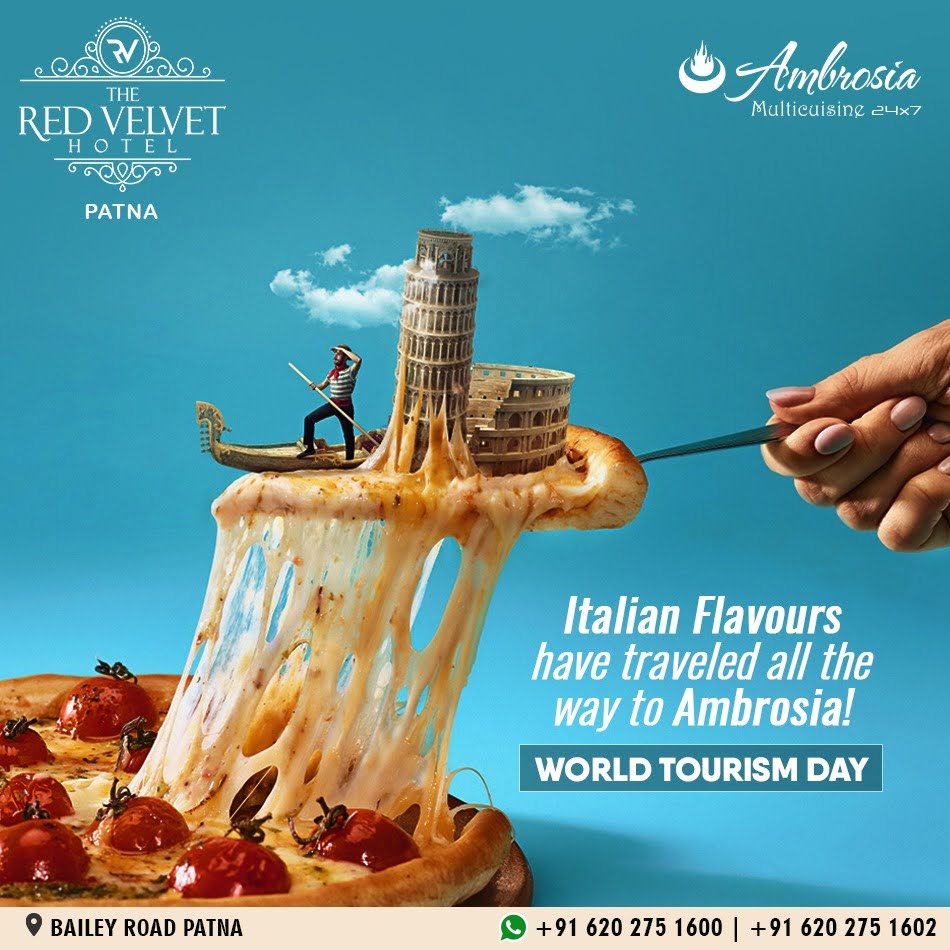 RV
THE
RED VELVET
HOTEL
PATNA
Ambrosia
Multicuisine 24x7
Italian Flavours
have traveled all the
way to Ambrosia!
WORLD TOURISM DAY
BAILEY ROAD PATNA
+91 620 275 1600 | +91 620 275 1602